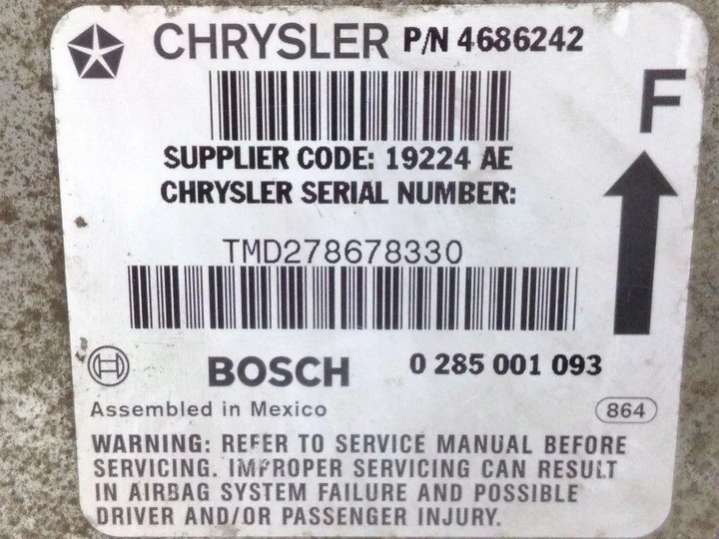 CHRYSLER P/N 4686242
F
SUPPLIER CODE: 19224 AE
CHRYSLER SERIAL NUMBER:
TMD278678330
BOSCH 0 285 001 093
Assembled in Mexico 864
WARNING: REFER TO SERVICE MANUAL BEFORE
SERVICING. IMPROPER SERVICING CAN RESULT
IN AIRBAG SYSTEM FAILURE AND POSSIBLE
DRIVER AND/OR PASSENGER INJURY.